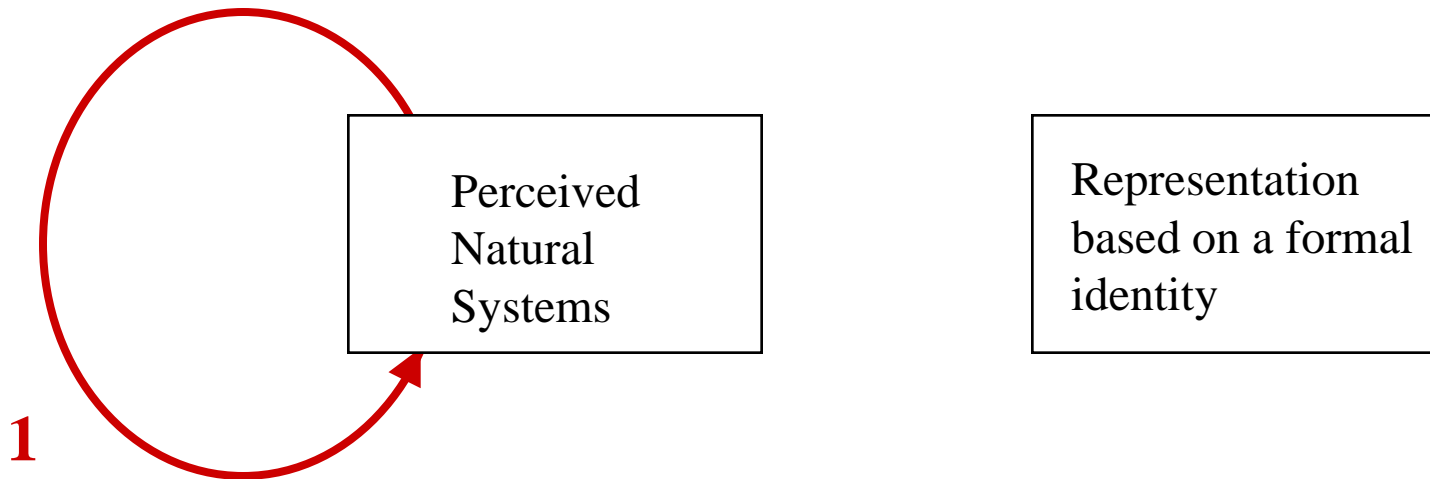 Perceived
Natural
Systems
Representation
based on a formal
identity
1